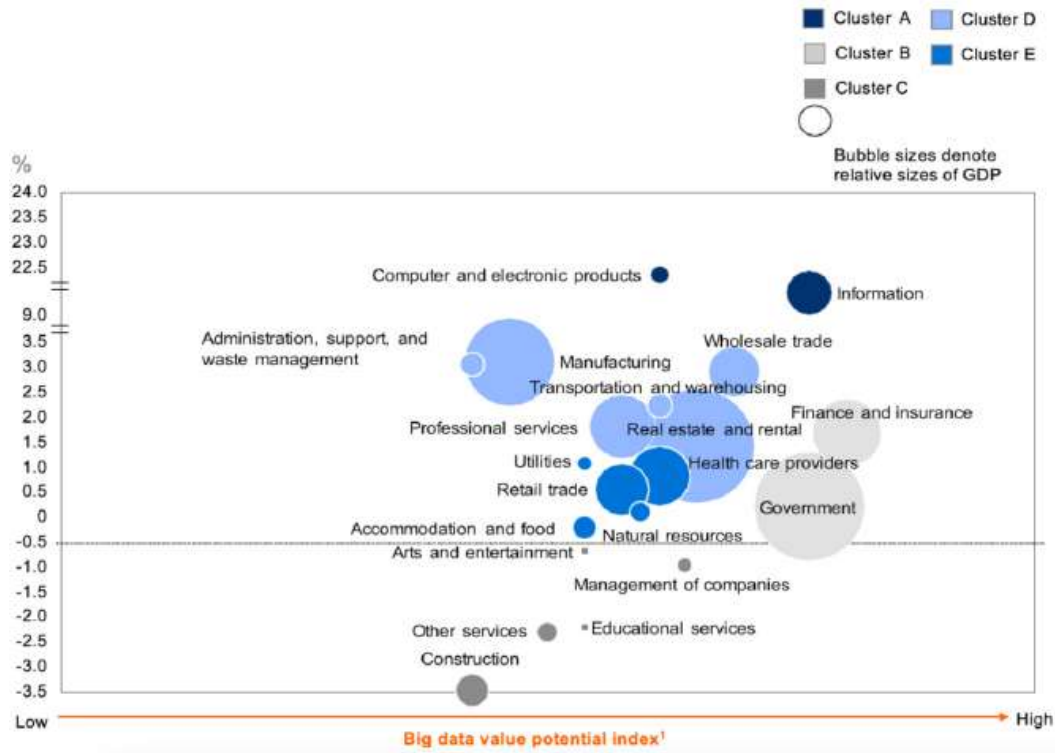 Cluster A
Cluster D
Cluster B
Cluster E
Cluster C
Bubble sizes denote
relative sizes of GDP
%
24.0
23.5
23.0
22.5
9.0
3.5
3.0
2.5
2.0
1.5
1.0
0.5
0
-0.5
-1.0
-1.5
-2.0
-2.5
-3.0
-3.5
Computer and electronic products
Information
Administration, support, and
waste management
Manufacturing
Wholesale trade
Transportation and warehousing
Professional services
Real estate and rental
Finance and insurance
Utilities
Health care providers
Retail trade
Government
Accommodation and food
Natural resources
Arts and entertainment
Management of companies
Other services
Educational services
Construction
Low
High
Big data value potential index¹